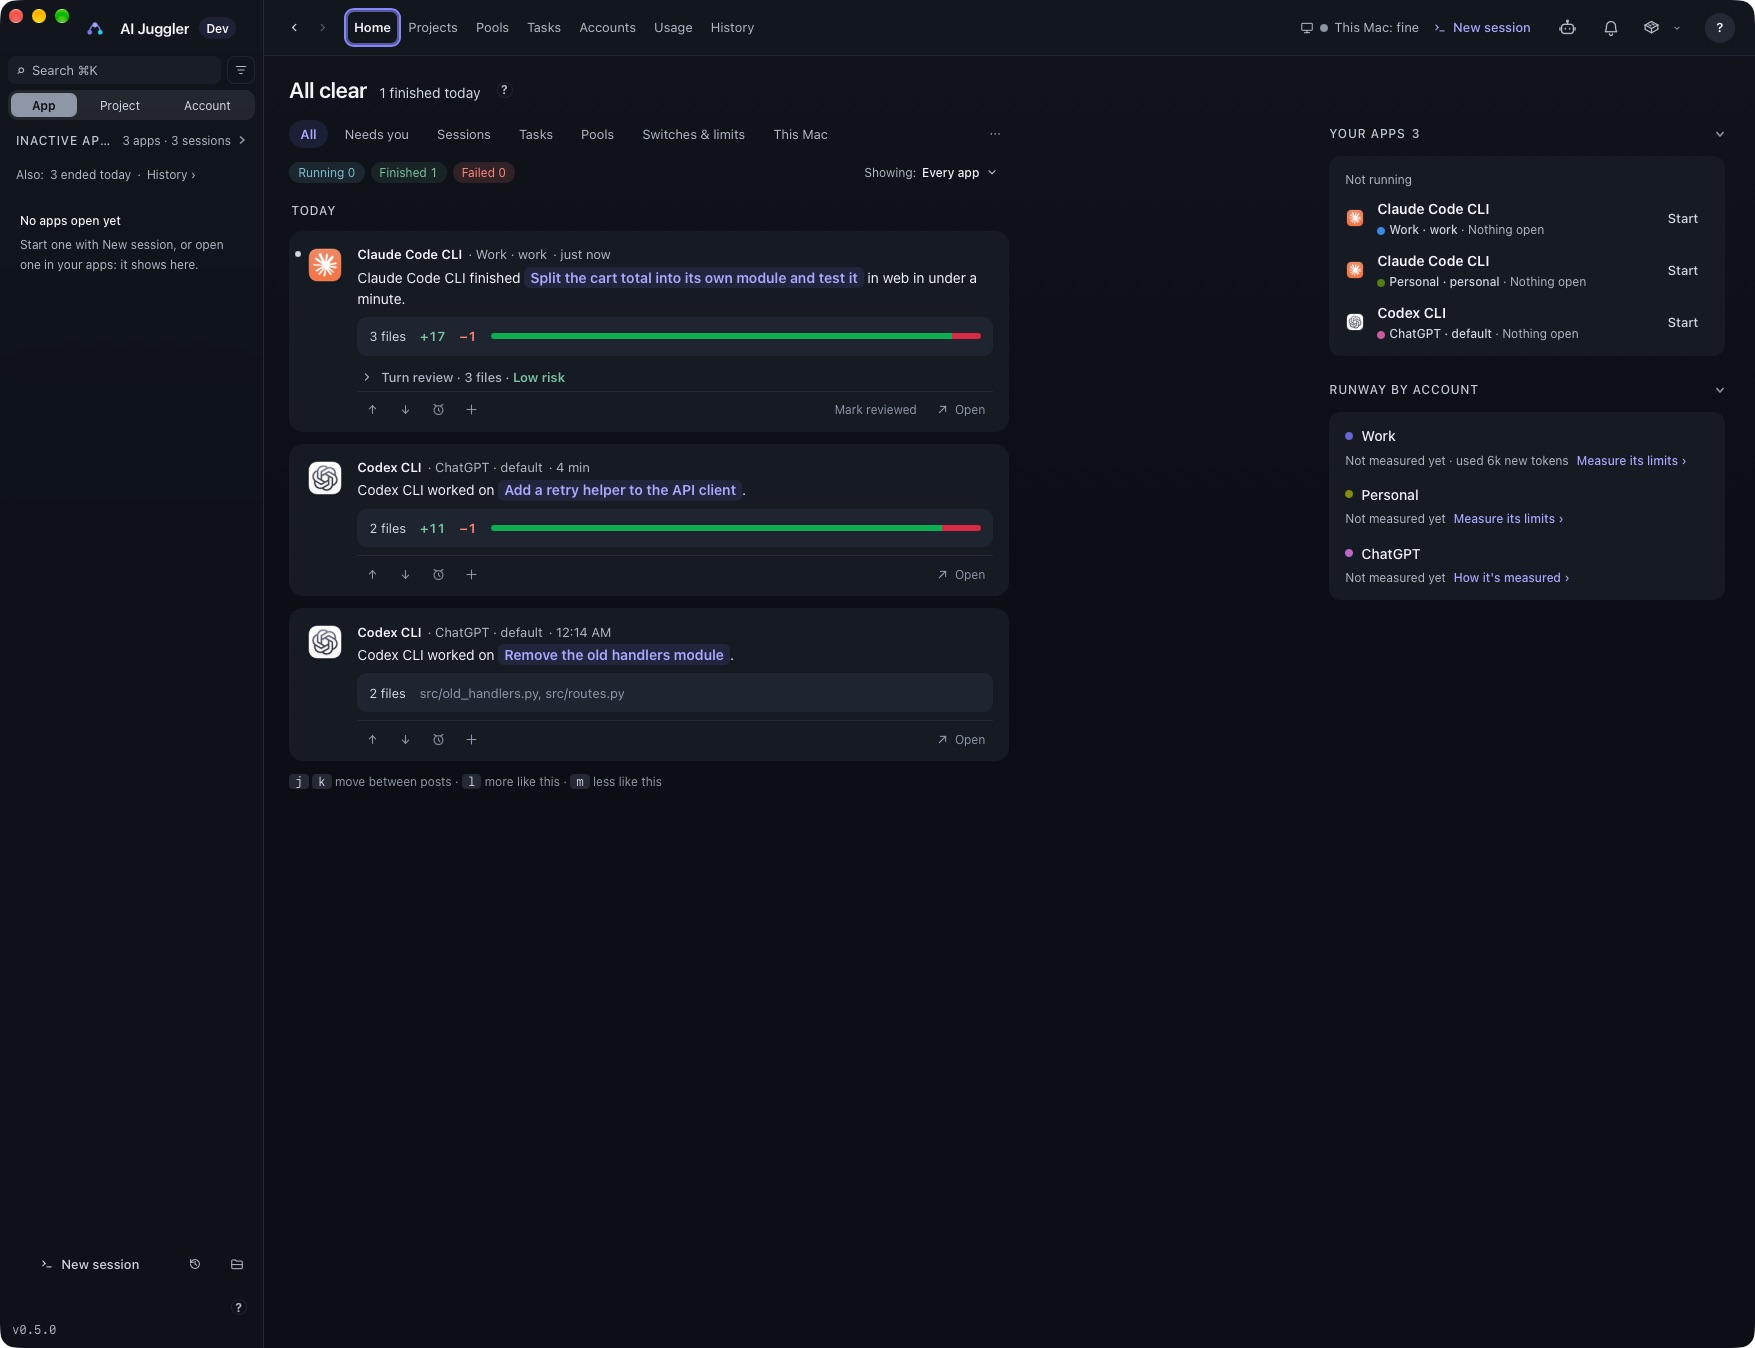 AI Juggler Dev
Search ⌘K
App Project Account
INACTIVE AP... 3 apps · 3 sessions
Also: 3 ended today · History ›
No apps open yet
Start one with New session, or open
one in your apps: it shows here.
New session
?
v0.5.0
Home Projects Pools Tasks Accounts Usage History
This Mac: fine New session ?
All clear 1 finished today ?
All Needs you Sessions Tasks Pools Switches & limits This Mac ...
Running 0 Finished 1 Failed 0 Showing: Every app
TODAY
Claude Code CLI · Work · work · just now
Claude Code CLI finished Split the cart total into its own module and test it in web in under a
minute.
3 files +17 −1
Turn review · 3 files · Low risk
Mark reviewed Open
Codex CLI · ChatGPT · default · 4 min
Codex CLI worked on Add a retry helper to the API client .
2 files +11 −1
Open
Codex CLI · ChatGPT · default · 12:14 AM
Codex CLI worked on Remove the old handlers module .
2 files src/old_handlers.py, src/routes.py
Open
j k move between posts · l more like this · m less like this
YOUR APPS 3
Not running
Claude Code CLI
Work · work · Nothing open
Start
Claude Code CLI
Personal · personal · Nothing open
Start
Codex CLI
ChatGPT · default · Nothing open
Start
RUNWAY BY ACCOUNT
Work
Not measured yet · used 6k new tokens Measure its limits ›
Personal
Not measured yet Measure its limits ›
ChatGPT
Not measured yet How it's measured ›